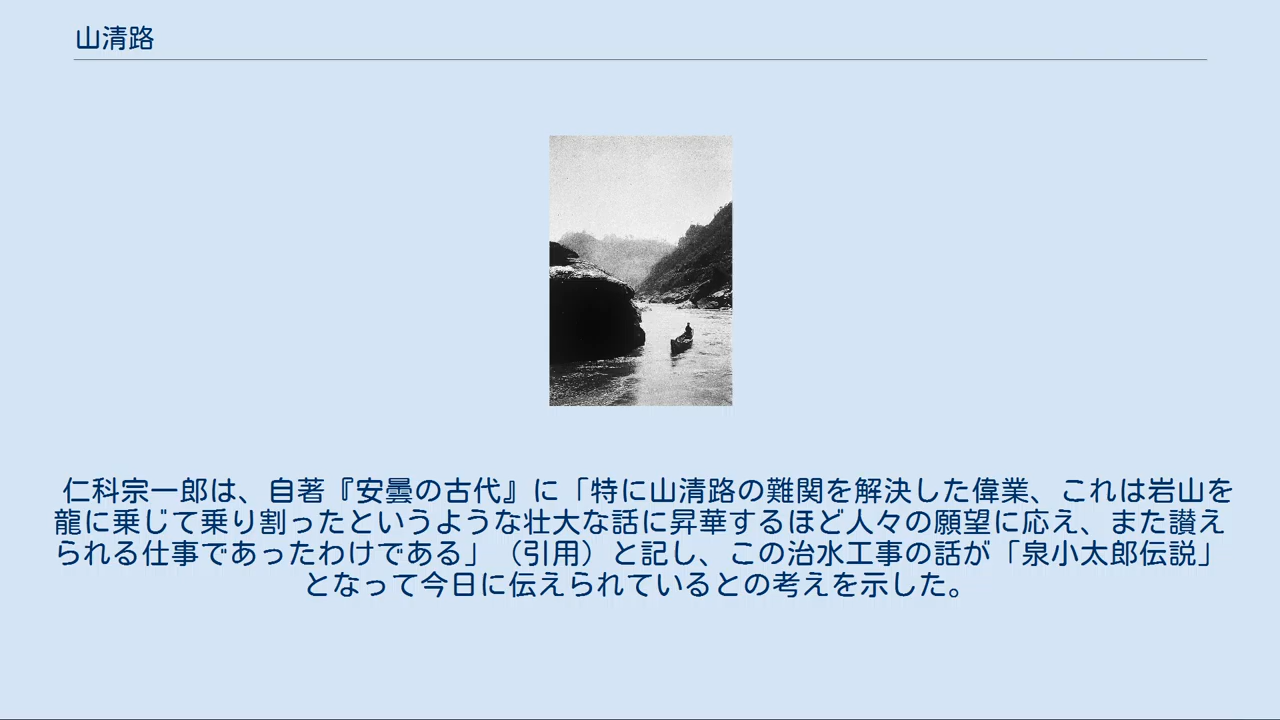 山清路
仁科宗一郎は、自著『安曇の古代』に「特に山清路の難関を解決した偉業、これは岩山を
龍に乗じて乗り割ったというような壮大な話に昇華するほど人々の願望に応え、また讃え
られる仕事であったわけである」（引用）と記し、この治水工事の話が「泉小太郎伝説」
となって今日に伝えられているとの考えを示した。